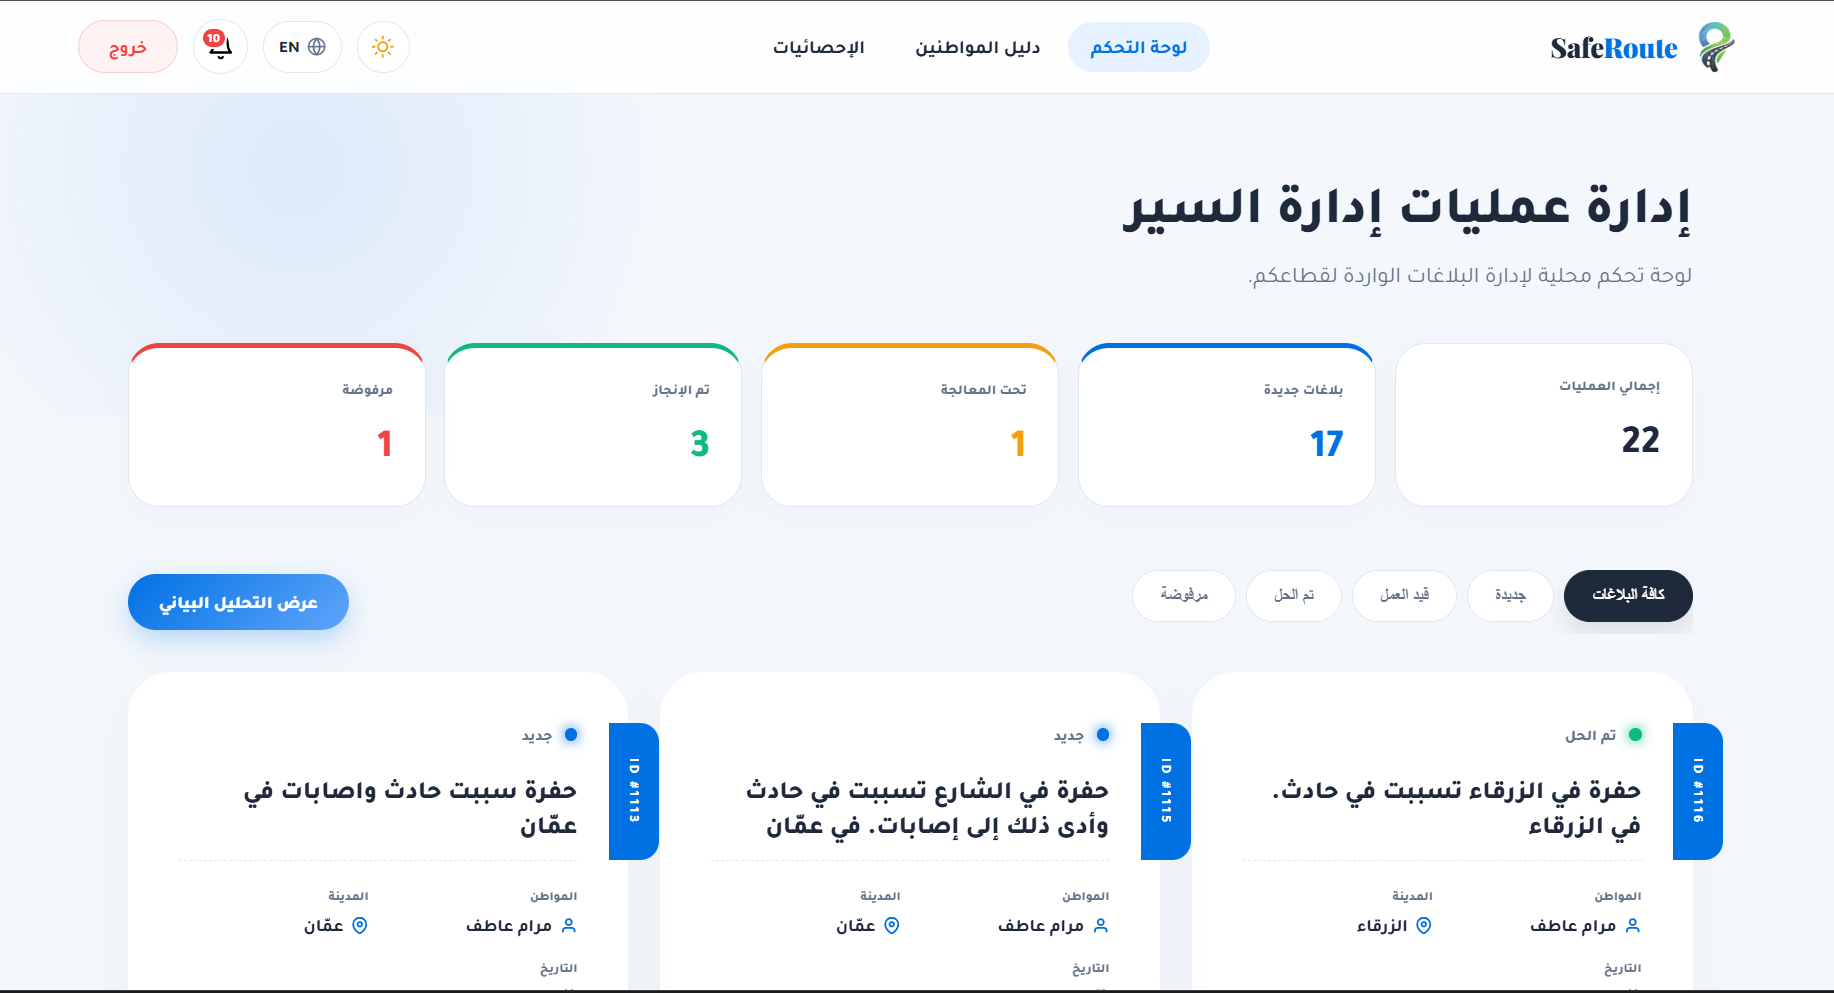 SafeRoute
لوحة التحكم
دليل المواطنين
الإحصائيات
EN
10
خروج
إدارة عمليات إدارة السير
لوحة تحكم محلية لإدارة البلاغات الواردة لقطاعكم.
إجمالي العمليات
22
بلاغات جديدة
17
تحت المعالجة
1
تم الإنجاز
3
مرفوضة
1
كافة البلاغات
جديدة
قيد العمل
تم الحل
مرفوضة
عرض التحليل البياني
ID #1116
تم الحل
حفرة في الزرقاء تسببت في حادث.
في الزرقاء
المواطن
مرام عاطف
المدينة
الزرقاء
التاريخ
ID #1115
جديد
حفرة في الشارع تسببت في حادث
وأدى ذلك إلى إصابات. في عمّان
المواطن
مرام عاطف
المدينة
عمّان
التاريخ
ID #1113
جديد
حفرة سببت حادث واصابات في
عمّان
المواطن
مرام عاطف
المدينة
عمّان
التاريخ